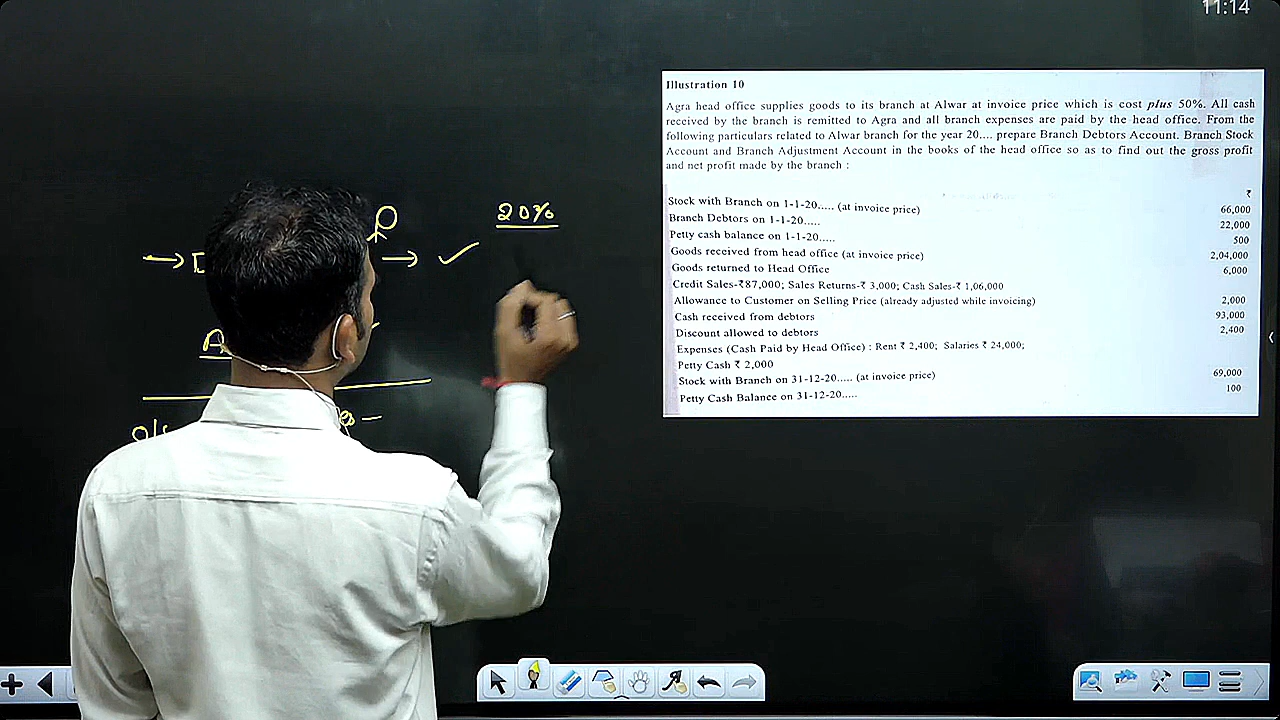 11:14
Illustration 10
Agra head office supplies goods to its branch at Alwar at invoice price which is cost plus 50%. All cash
received by the branch is remitted to Agra and all branch expenses are paid by the head office. From the
following particulars related to Alwar branch for the year 20.... prepare Branch Debtors Account. Branch Stock
Account and Branch Adjustment Account in the books of the head office so as to find out the gross profit
and net profit made by the branch :
₹
Stock with Branch on 1-1-20..... (at invoice price) 66,000
Branch Debtors on 1-1-20..... 22,000
Petty cash balance on 1-1-20..... 500
Goods received from head office (at invoice price) 2,04,000
Goods returned to Head Office 6,000
Credit Sales-₹87,000; Sales Returns-₹ 3,000; Cash Sales-₹ 1,06,000
Allowance to Customer on Selling Price (already adjusted while invoicing) 2,000
Cash received from debtors 93,000
Discount allowed to debtors 2,400
Expenses (Cash Paid by Head Office) : Rent ₹ 2,400; Salaries ₹ 24,000;
Petty Cash ₹ 2,000
Stock with Branch on 31-12-20..... (at invoice price) 69,000
Petty Cash Balance on 31-12-20..... 100
20%